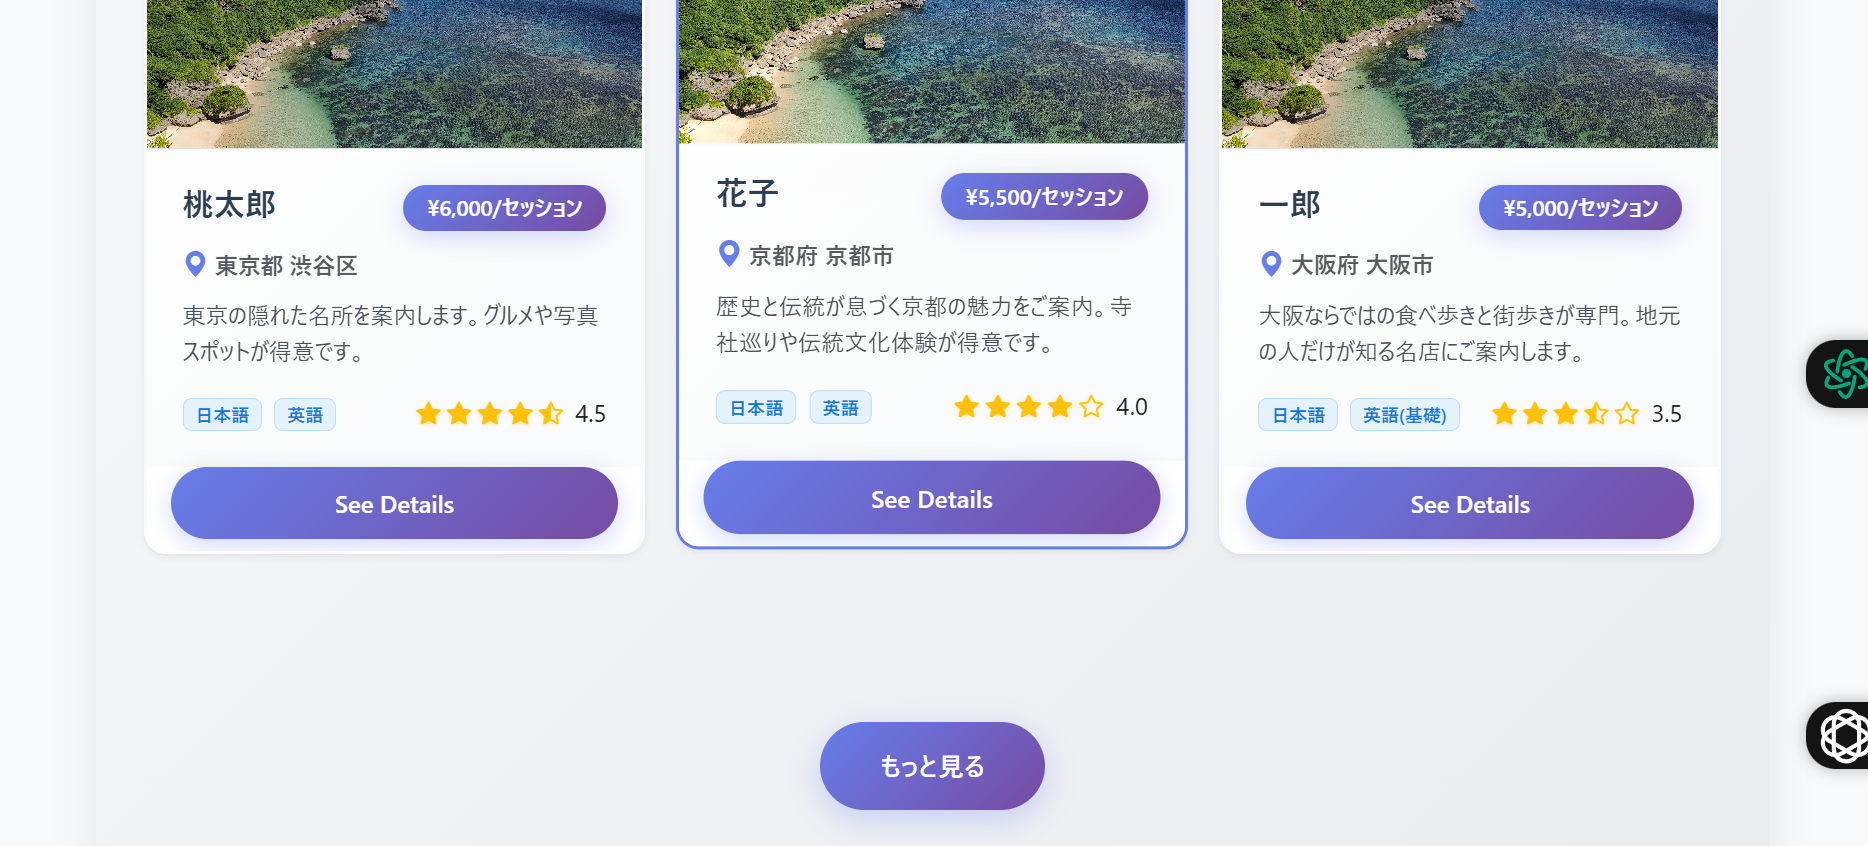 桃太郎
¥6,000/セッション
東京都 渋谷区
東京の隠れた名所を案内します。グルメや写真
スポットが得意です。
日本語
英語
4.5
See Details
花子
¥5,500/セッション
京都府 京都市
歴史と伝統が息づく京都の魅力をご案内。寺
社巡りや伝統文化体験が得意です。
日本語
英語
4.0
See Details
一郎
¥5,000/セッション
大阪府 大阪市
大阪ならではの食べ歩きと街歩きが専門。地元
の人だけが知る名店にご案内します。
日本語
英語(基礎)
3.5
See Details
もっと見る